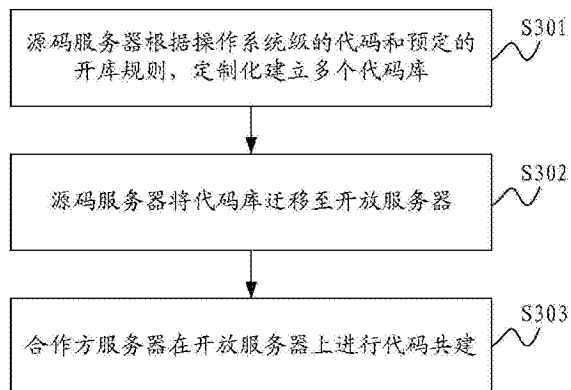 源码服务器根据操作系统级的代码和预定的
开库规则、定制化建立多个代码库
S301
源码服务器将代码库迁移至开放服务器
S302
合作方服务器在开放服务器上进行代码共建
S303